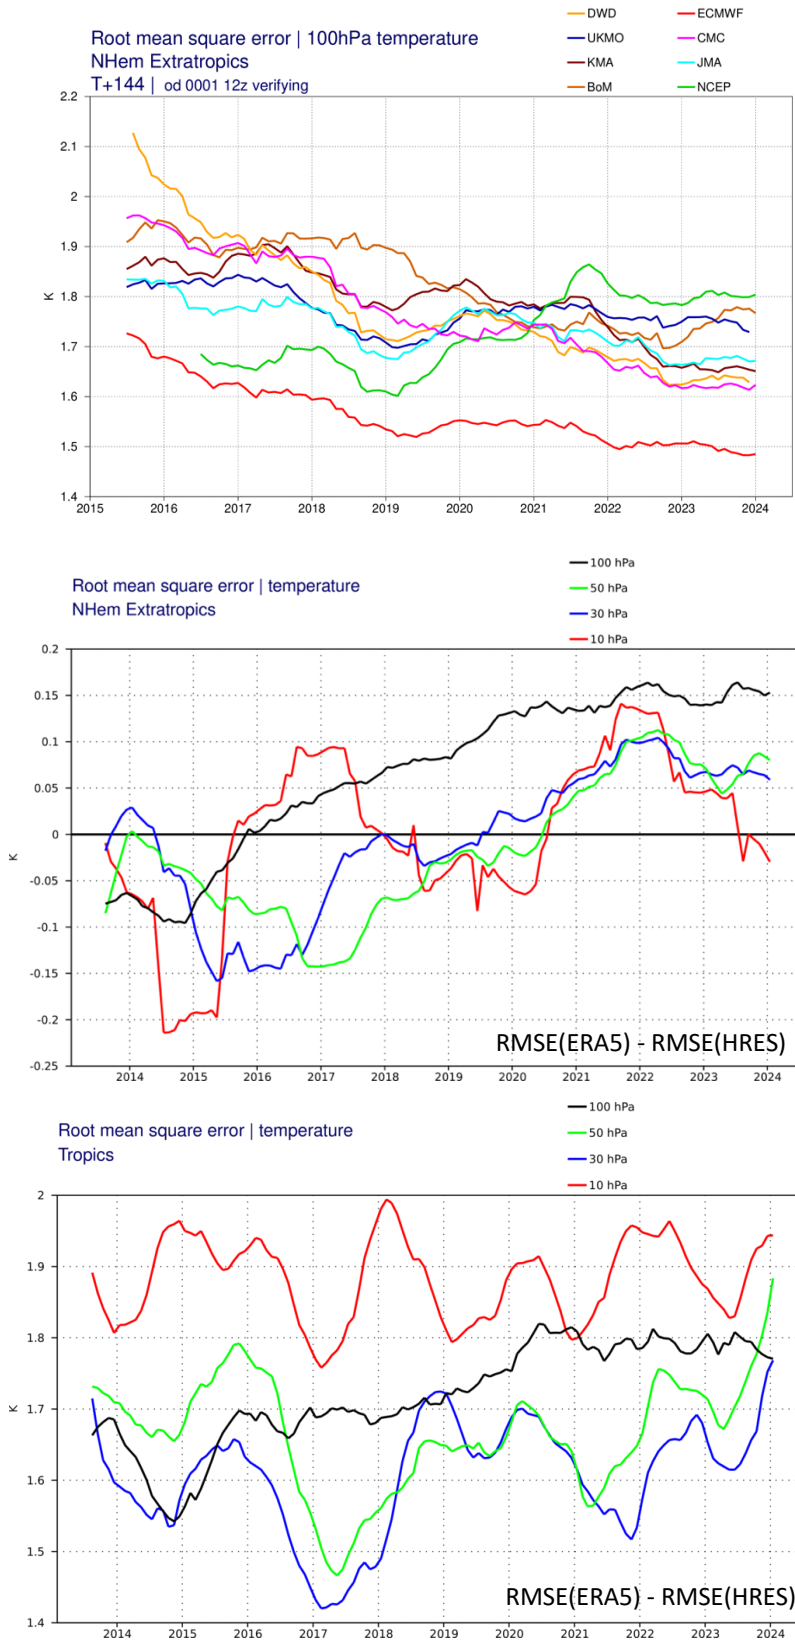 DWD
ECMWF
UKMO
CMC
KMA
JMA
BoM
NCEP
Root mean square error | 100hPa temperature
NHem Extratropics
T+144 | od 0001 12z verifying
2.2
2.1
2
1.9
1.8
1.7
1.6
1.5
1.4
K
2015 2016 2017 2018 2019 2020 2021 2022 2023 2024
100 hPa
50 hPa
30 hPa
10 hPa
Root mean square error | temperature
NHem Extratropics
0.2
0.15
0.1
0.05
0
-0.05
-0.1
-0.15
-0.2
-0.25
K
RMSE(ERA5) - RMSE(HRES)
2014 2015 2016 2017 2018 2019 2020 2021 2022 2023 2024
100 hPa
50 hPa
30 hPa
10 hPa
Root mean square error | temperature
Tropics
2
1.9
1.8
1.7
1.6
1.5
1.4
K
RMSE(ERA5) - RMSE(HRES)
2014 2015 2016 2017 2018 2019 2020 2021 2022 2023 2024